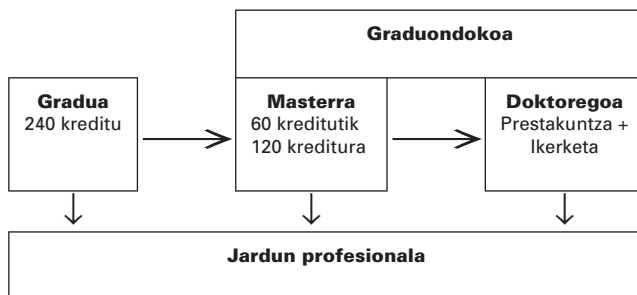 Graduondokoa
Gradua
240 kreditu
Masterra
60 kreditutik
120 kreditura
Doktoregoa
Prestakuntza +
Ikerketa
Jardun profesionala